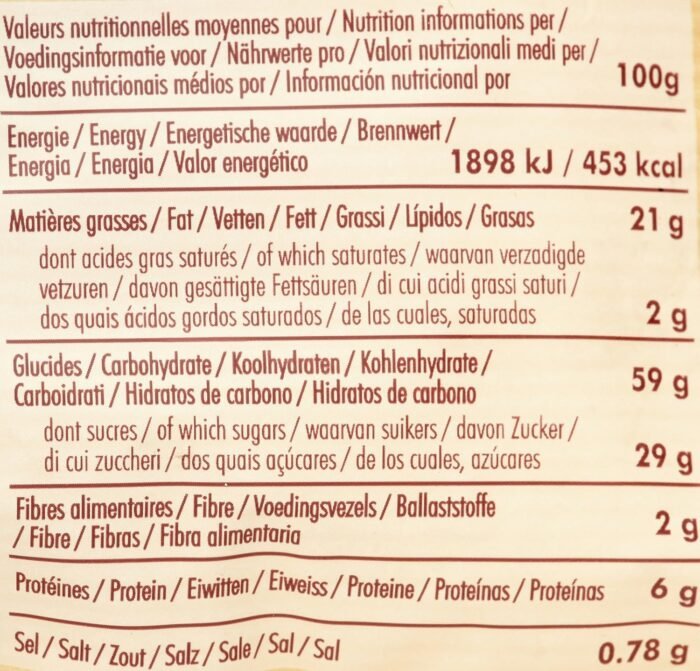 Valeurs nutritionnelles moyennes pour / Nutrition informations per /
Voedingsinformatie voor / Nährwerte pro / Valori nutrizionali medi per /
Valores nutricionais médios por / Información nutricional por 100g
Energie / Energy / Energetische waarde / Brennwert /
Energia / Energia / Valor energético 1898 kJ / 453 kcal
Matières grasses / Fat / Vetten / Fett / Grassi / Lípidos / Grasas 21 g
dont acides gras saturés / of which saturates / waarvan verzadigde
vetzuren / davon gesättigte Fettsäuren / di cui acidi grassi saturi /
dos quais ácidos gordos saturados / de las cuales, saturadas 2 g
Glucides / Carbohydrate / Koolhydraten / Kohlenhydrate /
Carboidrati / Hidratos de carbono / Hidratos de carbono 59 g
dont sucres / of which sugars / waarvan suikers / davon Zucker /
di cui zuccheri / dos quais açúcares / de los cuales, azúcares 29 g
Fibres alimentaires / Fibre / Voedingsvezels / Ballaststoffe
/ Fibre / Fibras / Fibra alimentaria 2 g
Protéines / Protein / Eiwitten / Eiweiss / Proteine / Proteínas / Proteínas 6 g
Sel / Salt / Zout / Salz / Sale / Sal / Sal 0.78 g